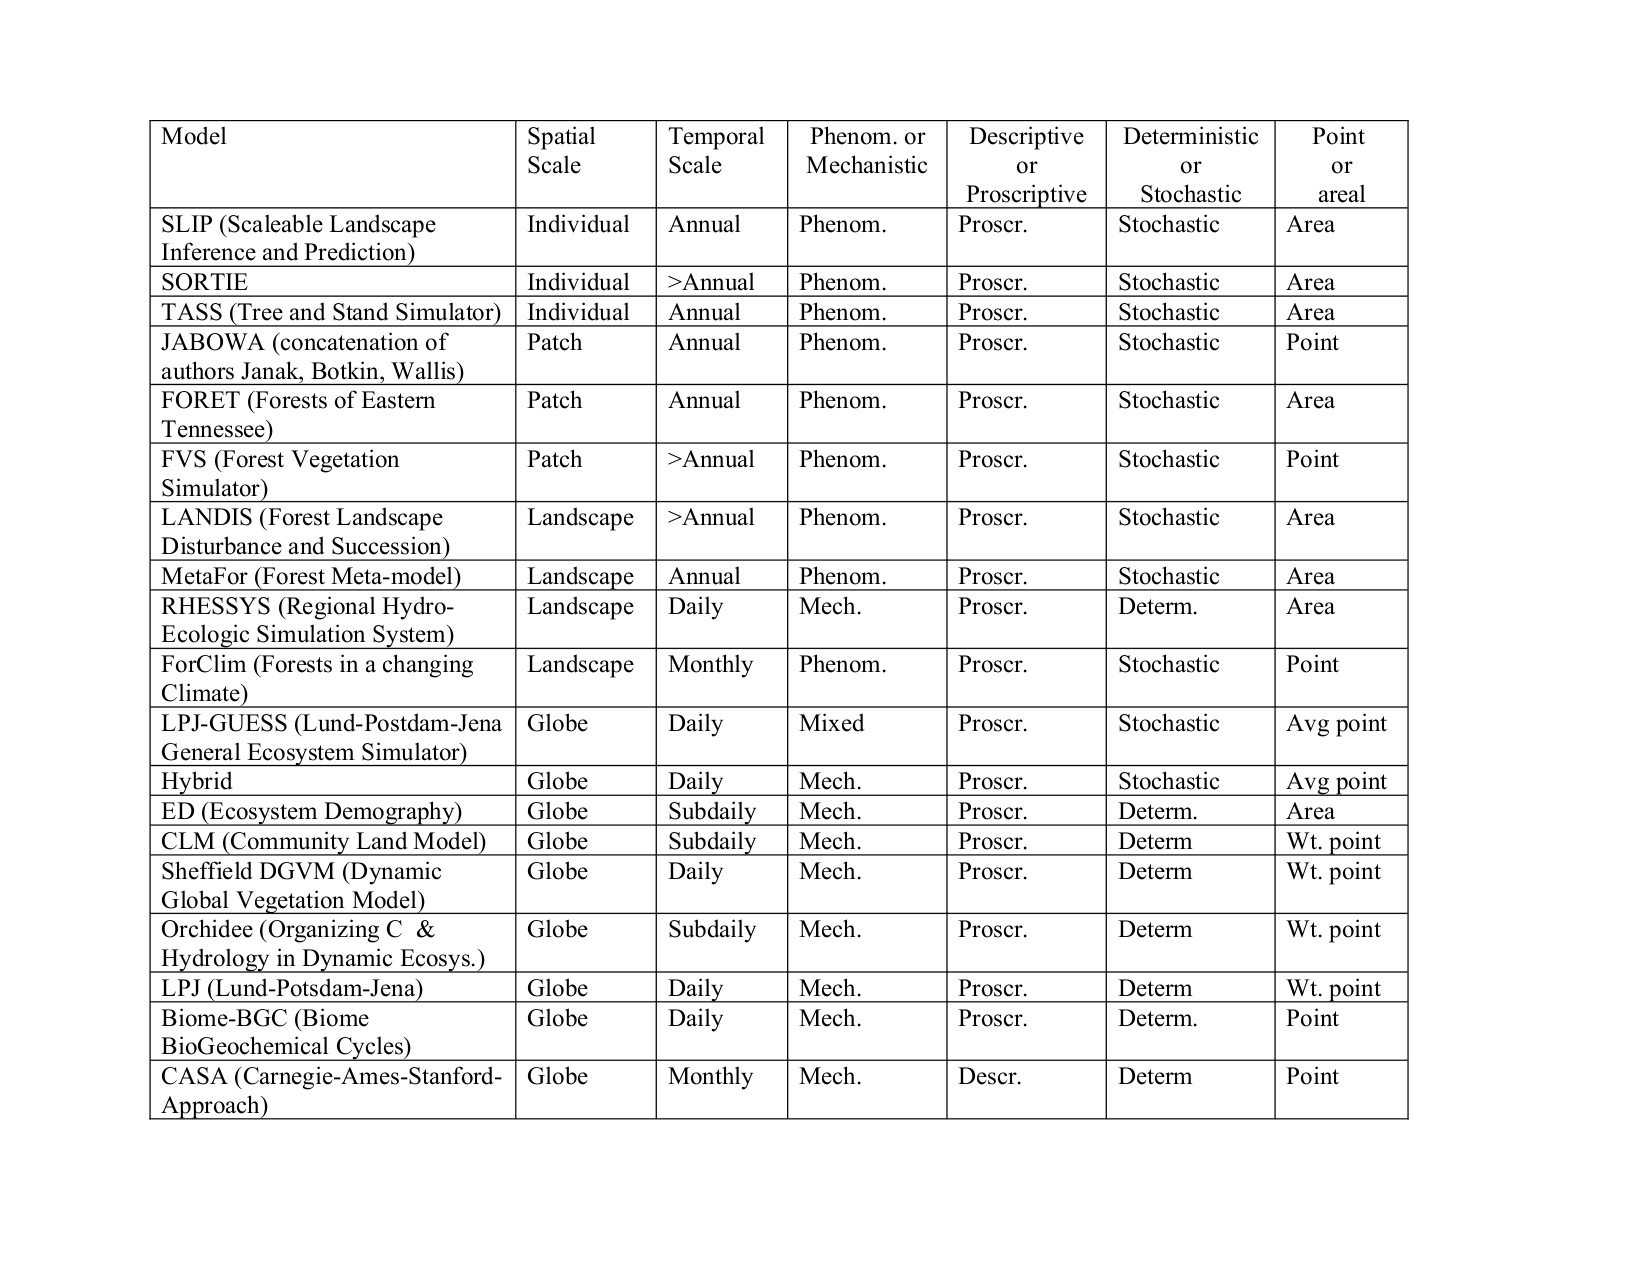 Model Spatial Scale Temporal Scale Phenom. or Mechanistic Descriptive or Proscriptive Deterministic or Stochastic Point or areal
SLIP (Scaleable Landscape Inference and Prediction) Individual Annual Phenom. Proscr. Stochastic Area
SORTIE Individual >Annual Phenom. Proscr. Stochastic Area
TASS (Tree and Stand Simulator) Individual Annual Phenom. Proscr. Stochastic Area
JABOWA (concatenation of authors Janak, Botkin, Wallis) Patch Annual Phenom. Proscr. Stochastic Point
FORET (Forests of Eastern Tennessee) Patch Annual Phenom. Proscr. Stochastic Area
FVS (Forest Vegetation Simulator) Patch >Annual Phenom. Proscr. Stochastic Point
LANDIS (Forest Landscape Disturbance and Succession) Landscape >Annual Phenom. Proscr. Stochastic Area
MetaFor (Forest Meta-model) Landscape Annual Phenom. Proscr. Stochastic Area
RHESSYS (Regional Hydro-Ecologic Simulation System) Landscape Daily Mech. Proscr. Determ. Area
ForClim (Forests in a changing Climate) Landscape Monthly Phenom. Proscr. Stochastic Point
LPJ-GUESS (Lund-Postdam-Jena General Ecosystem Simulator) Globe Daily Mixed Proscr. Stochastic Avg point
Hybrid Globe Daily Mech. Proscr. Stochastic Avg point
ED (Ecosystem Demography) Globe Subdaily Mech. Proscr. Determ. Area
CLM (Community Land Model) Globe Subdaily Mech. Proscr. Determ Wt. point
Sheffield DGVM (Dynamic Global Vegetation Model) Globe Daily Mech. Proscr. Determ Wt. point
Orchidee (Organizing C & Hydrology in Dynamic Ecosys.) Globe Subdaily Mech. Proscr. Determ Wt. point
LPJ (Lund-Potsdam-Jena) Globe Daily Mech. Proscr. Determ Wt. point
Biome-BGC (Biome BioGeochemical Cycles) Globe Daily Mech. Proscr. Determ. Point
CASA (Carnegie-Ames-Stanford-Approach) Globe Monthly Mech. Descr. Determ Point